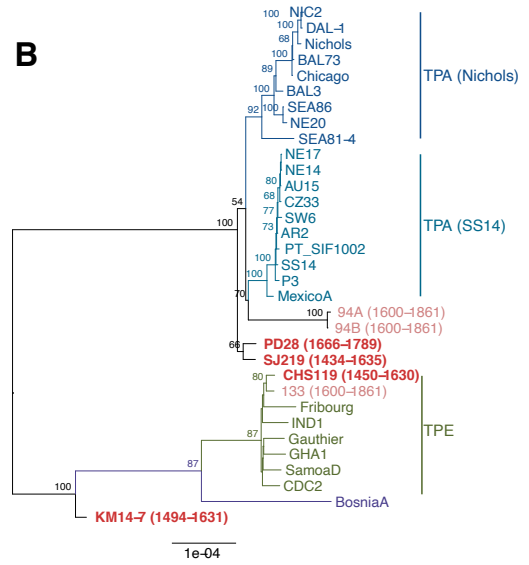 B
100
NIC2
DAL-1
68
Nichols
100
BAL73
89
Chicago
100
BAL3
100
SEA86
NE20
92
SEA81-4
TPA (Nichols)
NE17
NE14
80
AU15
68
CZ33
77
SW6
73
AR2
PT_SIF1002
100
SS14
100
P3
MexicoA
TPA (SS14)
54
100
70
100
94A (1600–1861)
94B (1600–1861)
66
PD28 (1666–1789)
SJ219 (1434–1635)
80
CHS119 (1450–1630)
133 (1600–1861)
Fribourg
IND1
87
Gauthier
GHA1
SamoaD
CDC2
TPE
87
BosniaA
100
KM14-7 (1494–1631)
1e-04